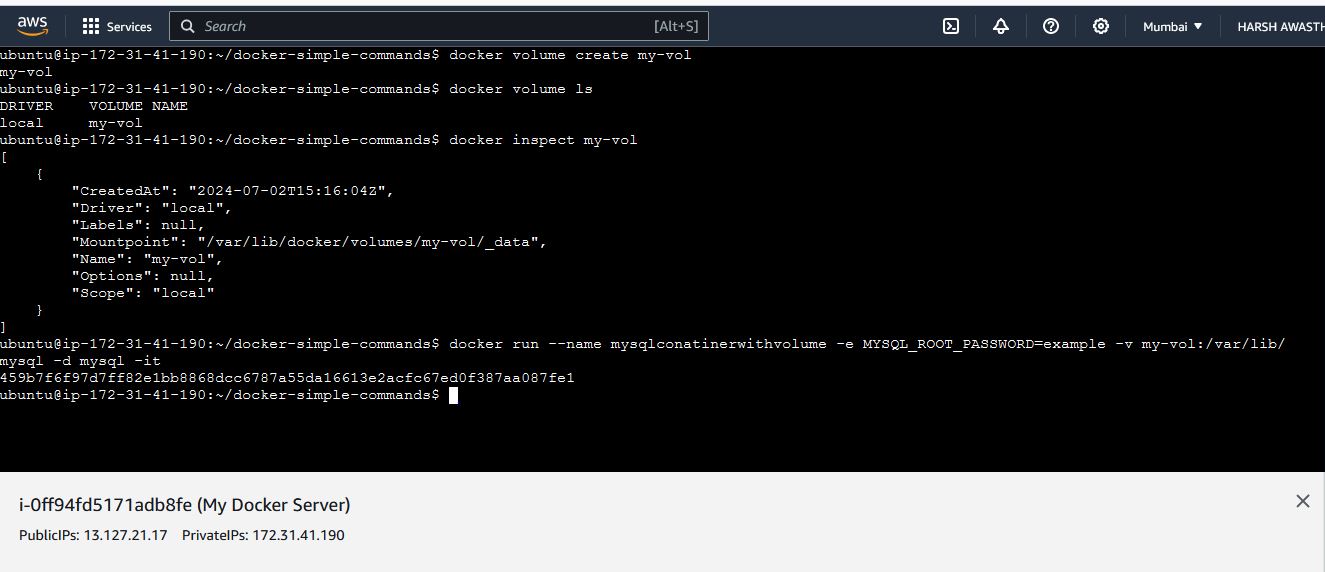 aws Services Search [Alt+S] Mumbai HARSH AWASTH
ubuntu@ip-172-31-41-190:~/docker-simple-commands$ docker volume create my-vol
my-vol
ubuntu@ip-172-31-41-190:~/docker-simple-commands$ docker volume ls
DRIVER    VOLUME NAME
local     my-vol
ubuntu@ip-172-31-41-190:~/docker-simple-commands$ docker inspect my-vol
[
    {
        "CreatedAt": "2024-07-02T15:16:04Z",
        "Driver": "local",
        "Labels": null,
        "Mountpoint": "/var/lib/docker/volumes/my-vol/_data",
        "Name": "my-vol",
        "Options": null,
        "Scope": "local"
    }
]
ubuntu@ip-172-31-41-190:~/docker-simple-commands$ docker run --name mysqlconatinerwithvolume -e MYSQL_ROOT_PASSWORD=example -v my-vol:/var/lib/
mysql -d mysql -it
459b7f6f97d7ff82e1bb8868dcc6787a55da16613e2acfc67ed0f387aa087fe1
ubuntu@ip-172-31-41-190:~/docker-simple-commands$
i-0ff94fd5171adb8fe (My Docker Server)
PublicIPs: 13.127.21.17 PrivateIPs: 172.31.41.190